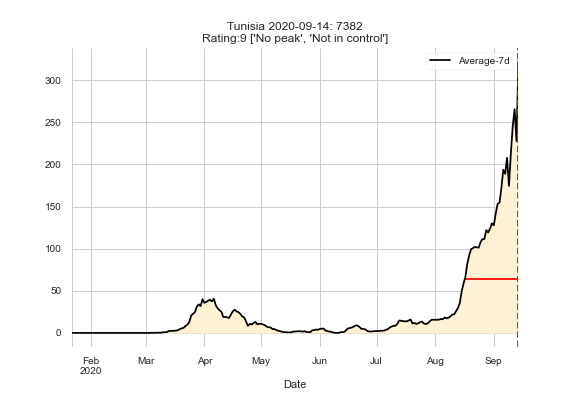 Tunisia 2020-09-14: 7382
Rating:9 ['No peak', 'Not in control']
Average-7d
300
250
200
150
100
50
0
Feb Mar Apr May Jun Jul Aug Sep
2020
Date